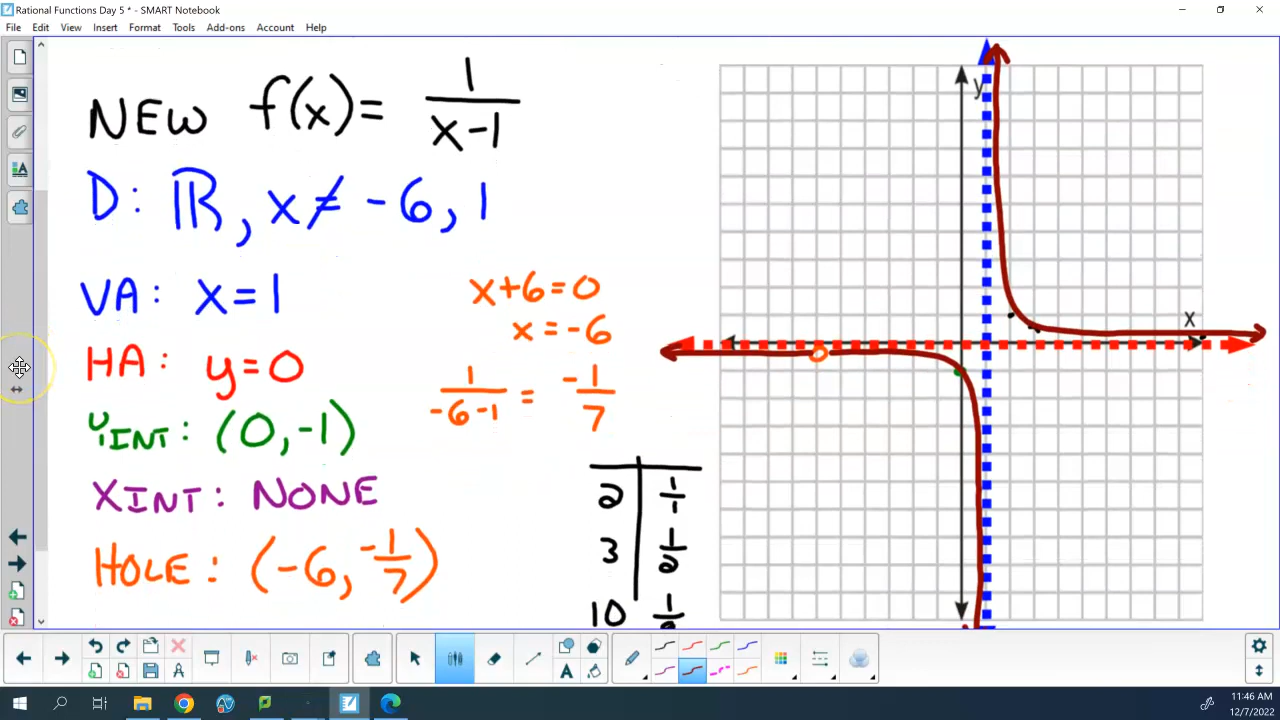 Rational Functions Day 5 * - SMART Notebook
File Edit View Insert Format Tools Add-ons Account Help
NEW f(x)= 1/(x-1)
D: ℝ, x ≠ -6, 1
VA: x=1
HA: y=0
yINT: (0,-1)
XINT: NONE
HOLE: (-6, -1/7)
x+6=0
x=-6
1/(-6-1) = -1/7
2 | 1/1
3 | 1/2
10 | 1/
y
x
11:46 AM
12/7/2022